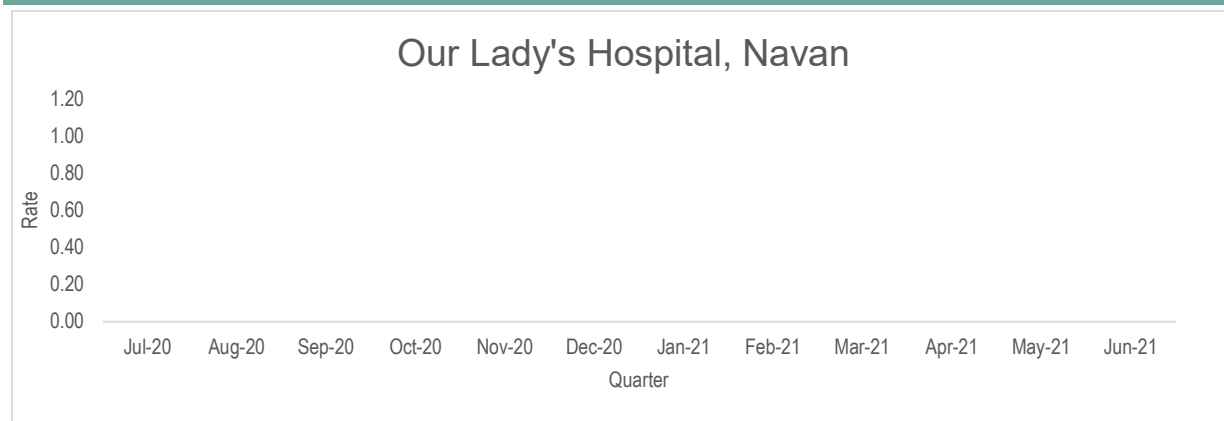 Our Lady's Hospital, Navan
1.20
1.00
0.80
0.60
0.40
0.20
0.00
Rate
Jul-20 Aug-20 Sep-20 Oct-20 Nov-20 Dec-20 Jan-21 Feb-21 Mar-21 Apr-21 May-21 Jun-21
Quarter